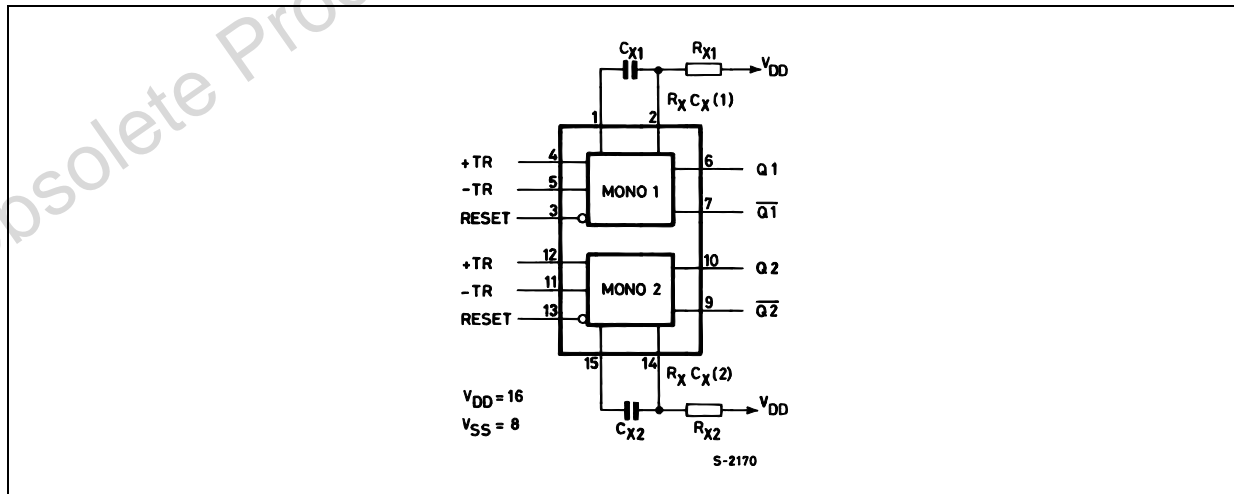 Obsolete Prod
CX1 RX1 VDD
RX CX (1)
1 2
+TR 4 6 Q1
-TR 5 MONO 1
RESET 3 7 Q1
+TR 12 10 Q2
-TR 11 MONO 2
RESET 13 9 Q2
15 14 RX CX (2)
VDD = 16
VSS = 8
CX2 RX2 VDD
S-2170